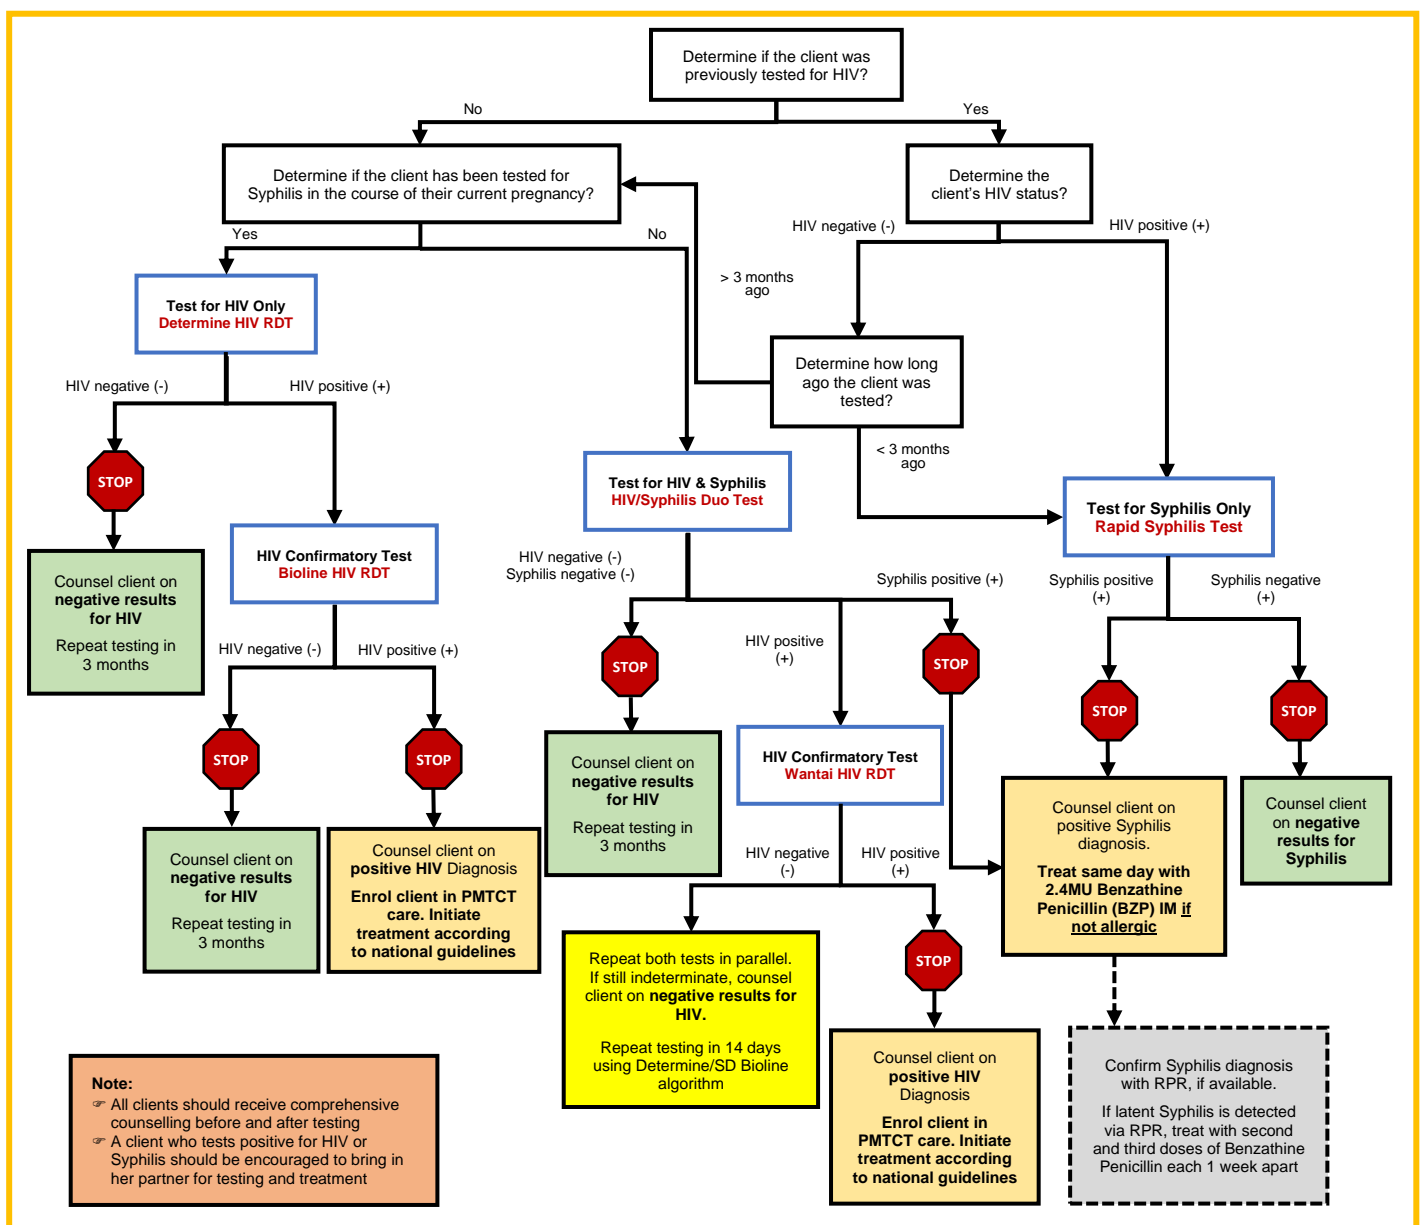 Determine if the client was
previously tested for HIV?
No
Yes
Determine if the client has been tested for
Syphilis in the course of their current pregnancy?
Determine the
client's HIV status?
Yes
No
HIV negative (-)
HIV positive (+)
> 3 months
ago
Test for HIV Only
Determine HIV RDT
Determine how long
ago the client was
tested?
HIV negative (-)
HIV positive (+)
< 3 months
ago
STOP
Test for HIV & Syphilis
HIV/Syphilis Duo Test
Test for Syphilis Only
Rapid Syphilis Test
HIV Confirmatory Test
Bioline HIV RDT
Counsel client on
negative results
for HIV
Repeat testing in
3 months
HIV negative (-)
Syphilis negative (-)
Syphilis positive (+)
Syphilis positive
(+)
Syphilis negative
(+)
HIV negative (-)
HIV positive (+)
HIV positive
(+)
STOP
STOP
STOP
STOP
STOP
STOP
Counsel client on
negative results
for HIV
Repeat testing in
3 months
HIV Confirmatory Test
Wantai HIV RDT
Counsel client on
positive Syphilis
diagnosis.
Treat same day with
2.4MU Benzathine
Penicillin (BZP) IM if
not allergic
Counsel client
on negative
results for
Syphilis
Counsel client on
negative results
for HIV
Repeat testing in
3 months
Counsel client on
positive HIV Diagnosis
Enrol client in PMTCT
care. Initiate
treatment according
to national guidelines
HIV negative
(-)
HIV positive
(+)
STOP
Repeat both tests in parallel.
If still indeterminate, counsel
client on negative results for
HIV.
Repeat testing in 14 days
using Determine/SD Bioline
algorithm
Counsel client on
positive HIV
Diagnosis
Enrol client in
PMTCT care. Initiate
treatment according
to national guidelines
Confirm Syphilis diagnosis
with RPR, if available.
If latent Syphilis is detected
via RPR, treat with second
and third doses of Benzathine
Penicillin each 1 week apart
Note:
☞ All clients should receive comprehensive
counselling before and after testing
☞ A client who tests positive for HIV or
Syphilis should be encouraged to bring in
her partner for testing and treatment